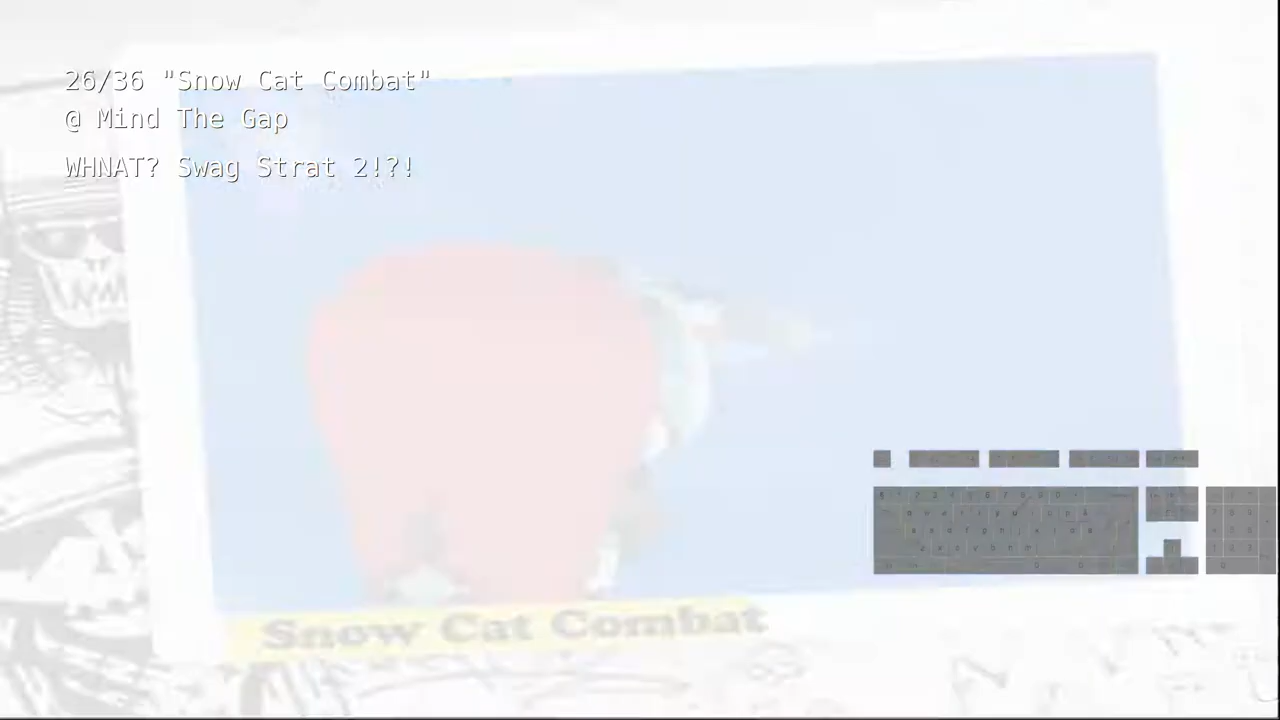 26/36 "Snow Cat Combat"
@ Mind The Gap
WHNAT? Swag Strat 2!?!
Snow Cat Combat